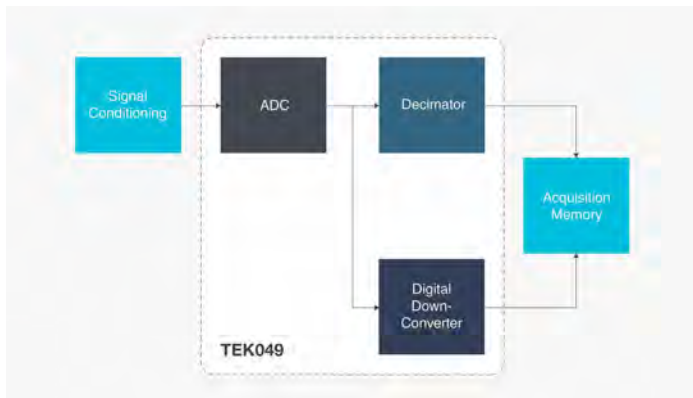 Signal
Conditioning
ADC
Decimator
Acquisition
Memory
Digital
Down-
Converter
TEK049